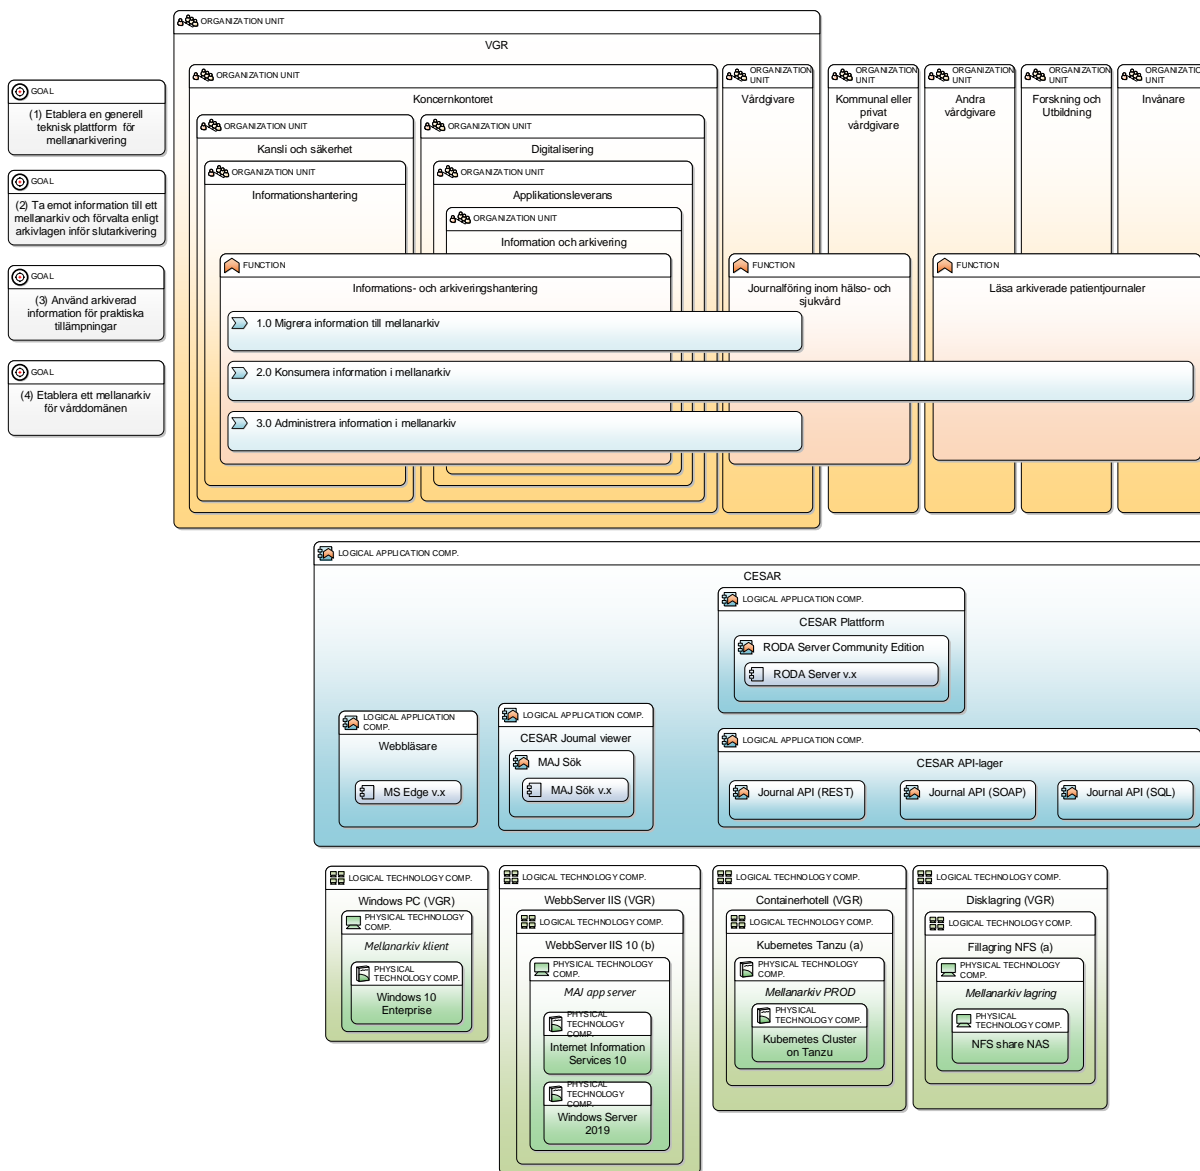 ORGANIZATION UNIT
VGR
ORGANIZATION UNIT
Koncernkontoret
ORGANIZATION
UNIT
Vårdgivare
ORGANIZATION
UNIT
Kommunal eller
privat
vårdgivare
ORGANIZATION
UNIT
Andra
vårdgivare
ORGANIZATION
UNIT
Forskning och
Utbildning
ORGANIZATION
UNIT
Invånare
GOAL
(1) Etablera en generell
teknisk plattform för
mellanarkivering
GOAL
(2) Ta emot information till ett
mellanarkiv och förvalta enligt
arkivlagen inför slutarkivering
GOAL
(3) Använd arkiverad
information för praktiska
tillämpningar
GOAL
(4) Etablera ett mellanarkiv
för vårddomänen
ORGANIZATION UNIT
Kansli och säkerhet
ORGANIZATION UNIT
Informationshantering
ORGANIZATION UNIT
Digitalisering
ORGANIZATION UNIT
Applikationsleverans
ORGANIZATION UNIT
Information och arkivering
FUNCTION
Informations- och arkiveringshantering
FUNCTION
Journalföring inom hälso- och
sjukvård
FUNCTION
Läsa arkiverade patientjournaler
1.0 Migrera information till mellanarkiv
2.0 Konsumera information i mellanarkiv
3.0 Administrera information i mellanarkiv
LOGICAL APPLICATION COMP.
CESAR
LOGICAL APPLICATION COMP.
CESAR Plattform
RODA Server Community Edition
RODA Server v.x
LOGICAL APPLICATION
COMP.
Webbläsare
MS Edge v.x
LOGICAL APPLICATION COMP.
CESAR Journal viewer
MAJ Sök
MAJ Sök v.x
LOGICAL APPLICATION COMP.
CESAR API-lager
Journal API (REST)
Journal API (SOAP)
Journal API (SQL)
LOGICAL TECHNOLOGY COMP.
Windows PC (VGR)
PHYSICAL TECHNOLOGY
COMP.
Mellanarkiv klient
PHYSICAL
TECHNOLOGY COMP.
Windows 10
Enterprise
LOGICAL TECHNOLOGY COMP.
WebbServer IIS (VGR)
LOGICAL TECHNOLOGY COMP.
WebbServer IIS 10 (b)
PHYSICAL TECHNOLOGY
COMP.
MAJ app server
PHYSICAL
TECHNOLOGY
COMP.
Internet Information
Services 10
PHYSICAL
TECHNOLOGY
COMP.
Windows Server
2019
LOGICAL TECHNOLOGY COMP.
Containerhotell (VGR)
LOGICAL TECHNOLOGY COMP.
Kubernetes Tanzu (a)
PHYSICAL TECHNOLOGY
COMP.
Mellanarkiv PROD
PHYSICAL
TECHNOLOGY COMP.
Kubernetes Cluster
on Tanzu
LOGICAL TECHNOLOGY COMP.
Disklagring (VGR)
LOGICAL TECHNOLOGY COMP.
Fillagring NFS (a)
PHYSICAL TECHNOLOGY
COMP.
Mellanarkiv lagring
PHYSICAL
TECHNOLOGY COMP.
NFS share NAS